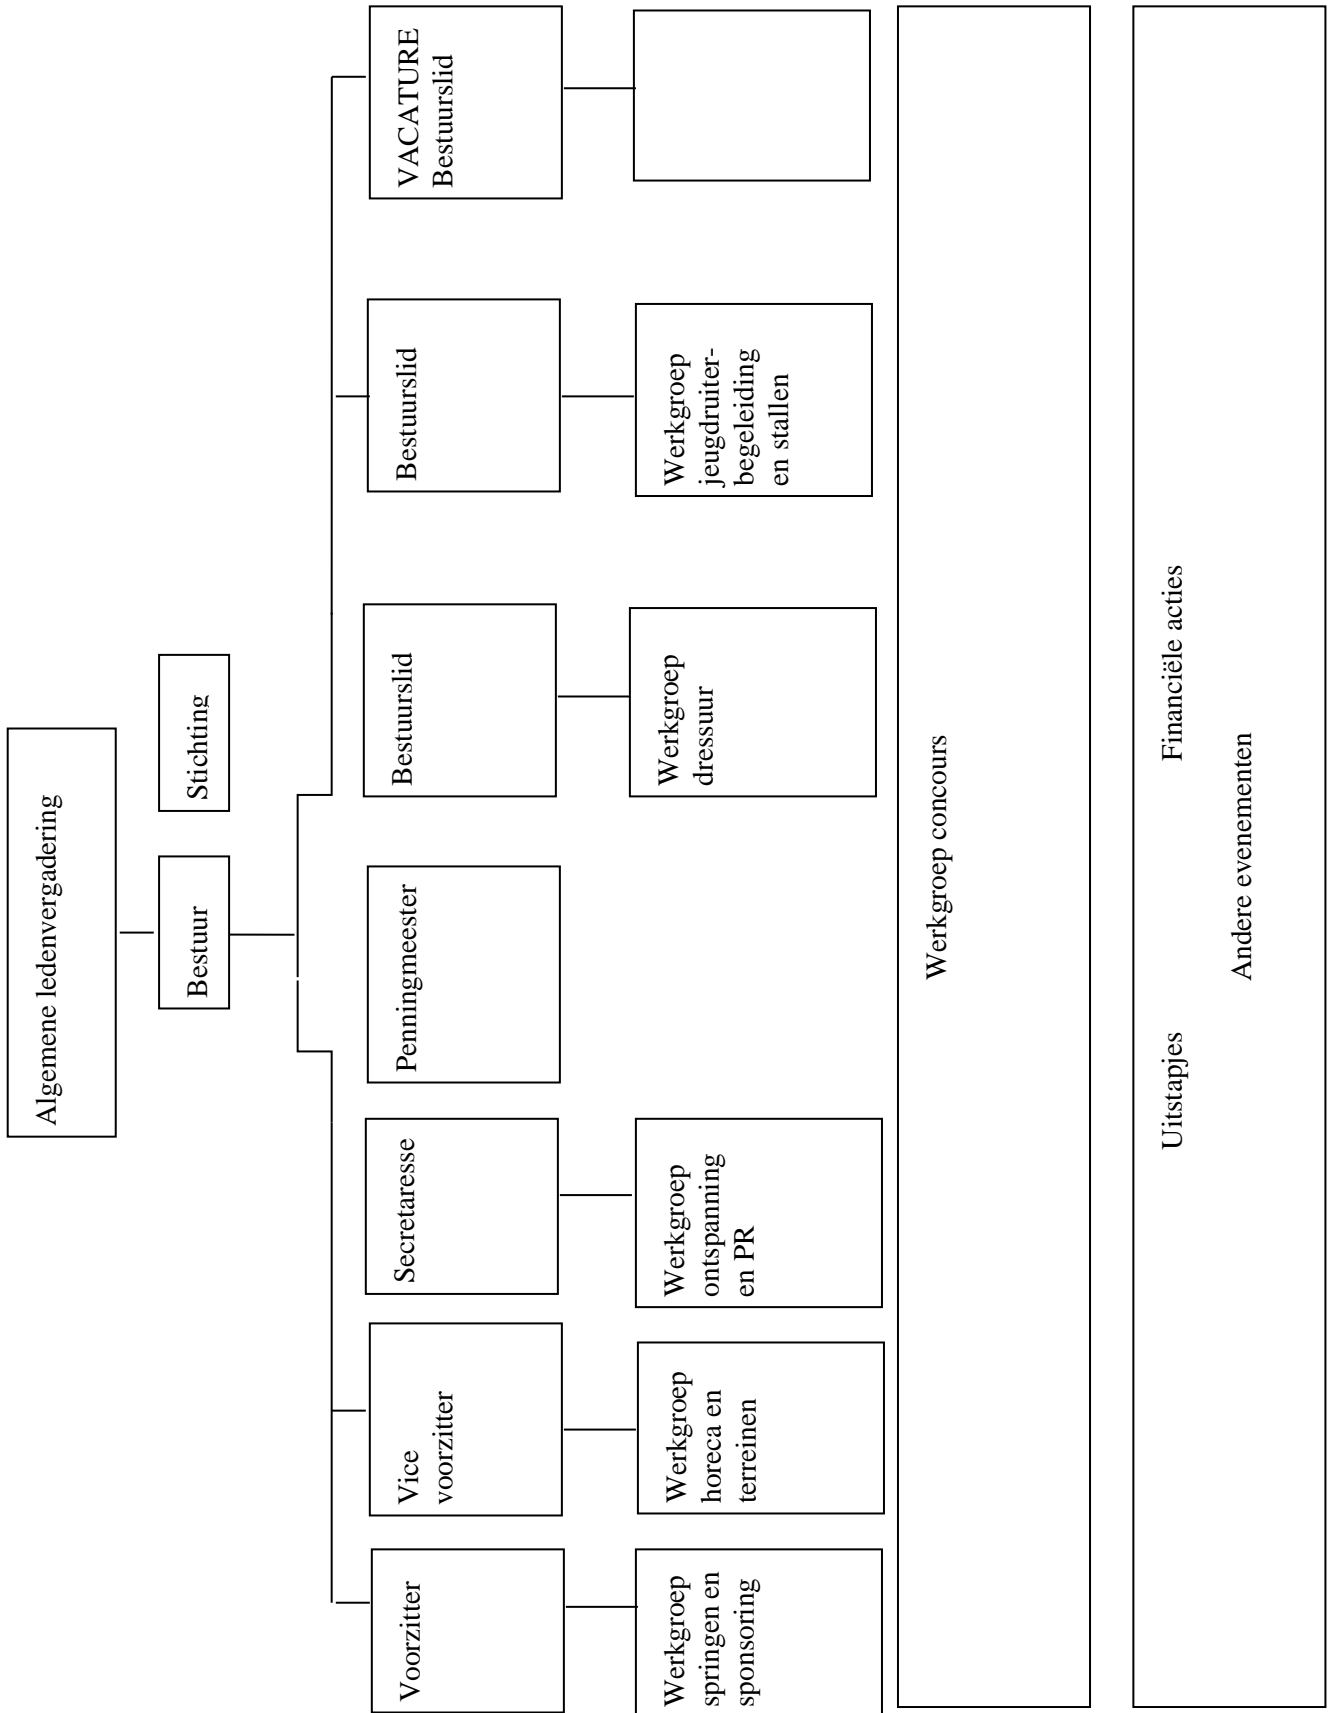 Algemene ledenvergadering
Bestuur
Stichting
Voorzitter
Vice
voorzitter
Secretaresse
Penningmeester
Bestuurslid
Bestuurslid
VACATURE
Bestuurslid
Werkgroep
springen en
sponsoring
Werkgroep
horeca en
terreinen
Werkgroep
ontspanning
en PR
Werkgroep
dressuur
Werkgroep
jeugdruiter-
begeleiding
en stallen
Werkgroep concours
Uitstapjes
Financiële acties
Andere evenementen